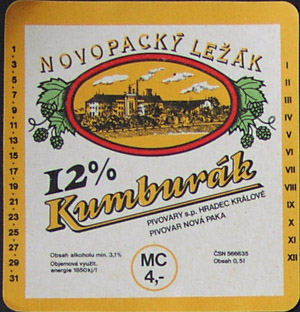 NOVOPACKÝ LEŽÁK
1
3
5
7
9
11
13
15
17
19
21
23
25
27
29
31
I
II
III
IV
V
VI
VII
VIII
IX
X
XI
XII
12%
Kumburák
PIVOVARY s.p. HRADEC KRÁLOVÉ
PIVOVAR NOVÁ PAKA
Obsah alkoholu min. 3,1%
Objemová využit.
energie 1850kj/l
MC
4,-
ČSN 566635
Obsah 0,5 l